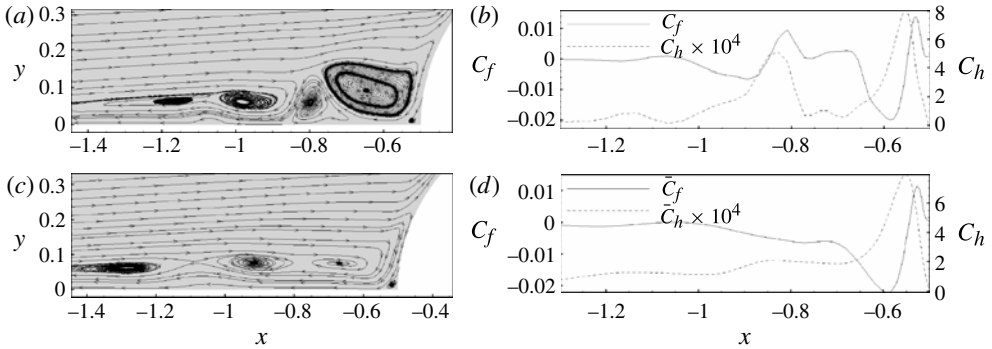 (a) 0.3
0.2
y
0.1
0
−1.4 −1.2 −1 −0.8 −0.6
(b)
0.01
0
C_f
−0.01
−0.02
C_f
C_h × 10^4
8
6
4
C_h
2
0
−1.2 −1 −0.8 −0.6
(c) 0.3
0.2
y
0.1
0
−1.4 −1.2 −1 −0.8 −0.6 −0.4
x
(d)
0.01
0
C_f
−0.01
−0.02
C̄_f
C̄_h × 10^4
6
4
C_h
2
0
−1.2 −1 −0.8 −0.6
x